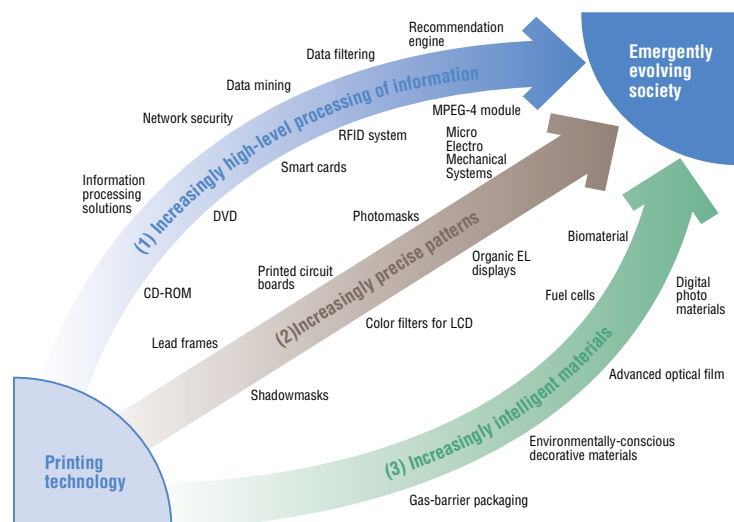 Recommendation
engine
Data filtering
Data mining
Network security
Information
processing
solutions
(1) Increasingly high-level processing of information
MPEG-4 module
RFID system
Smart cards
DVD
CD-ROM
Emergently
evolving
society
Micro
Electro
Mechanical
Systems
Photomasks
Printed circuit
boards
Lead frames
(2)Increasingly precise patterns
Organic EL
displays
Color filters for LCD
Shadowmasks
Biomaterial
Fuel cells
Digital
photo
materials
Advanced optical film
(3) Increasingly intelligent materials
Environmentally-conscious
decorative materials
Gas-barrier packaging
Printing
technology